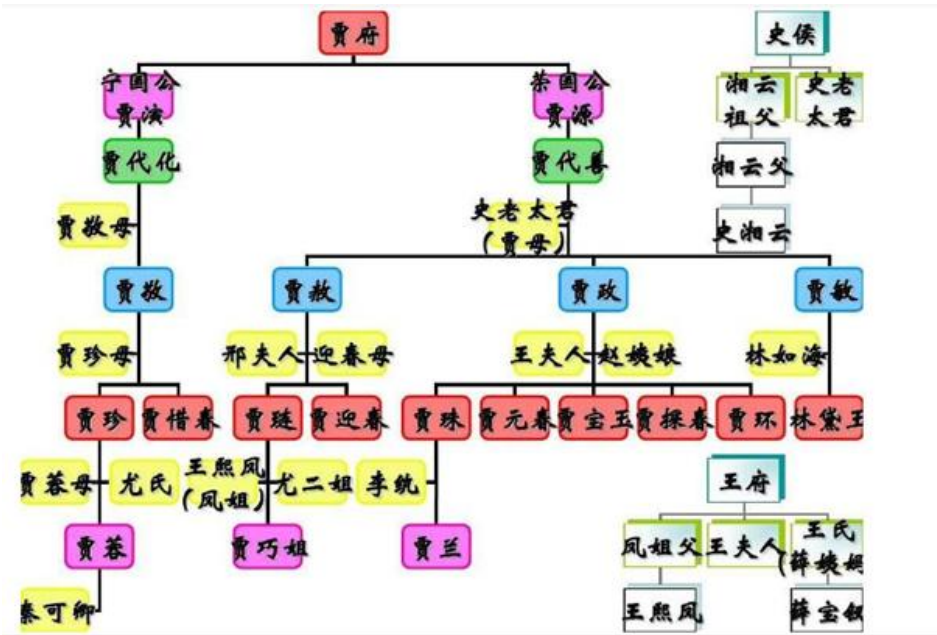 贾府
史侯
宁国公
贾演
荣国公
贾源
湘云
祖父
史老
太君
贾代化
贾代善
湘云父
贾敬母
史老太君
(贾母)
史湘云
贾敬
贾赦
贾政
贾敏
贾珍母
邢夫人
迎春母
王夫人
赵姨娘
林如海
贾珍
贾惜春
贾琏
贾迎春
贾珠
贾元春
贾宝玉
贾探春
贾环
林黛玉
贾蓉母
尤氏
王熙凤
(凤姐)
尤二姐
李纨
王府
贾蓉
贾巧姐
贾兰
凤姐父
王夫人
王氏
(薛姨妈
秦可卿
王熙凤
薛宝钗